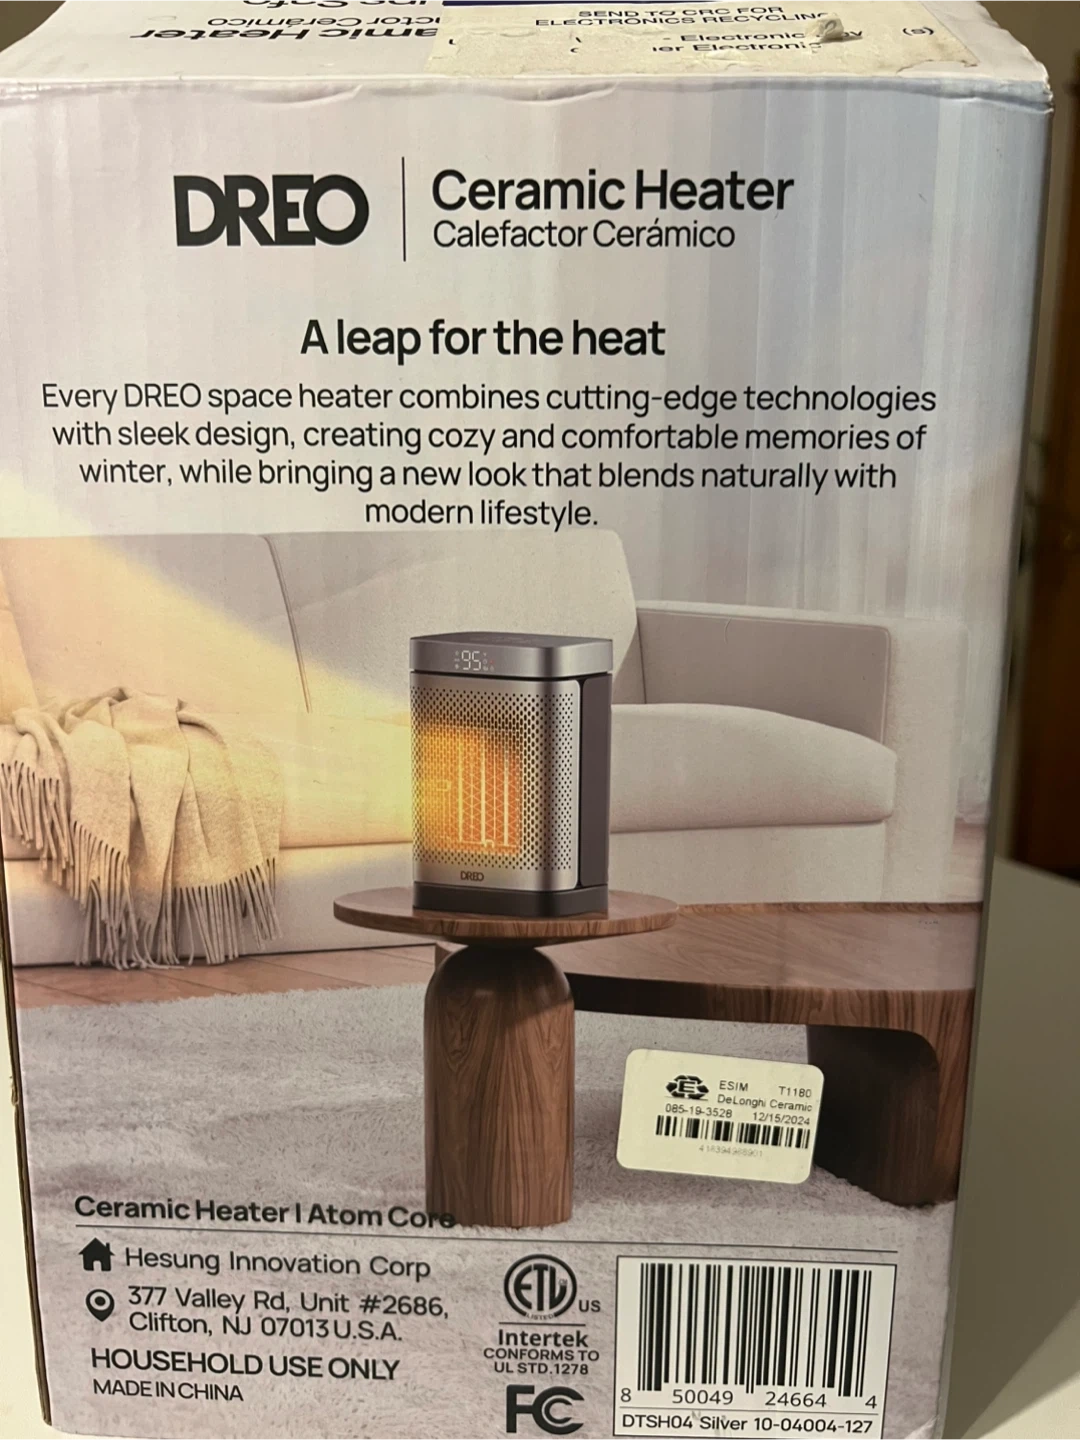 SEND TO CRC FOR
ELECTRONICS RECYCLING
- Electronic
Electronic
(s)
Ceramic Heater
DREO
Ceramic Heater
Calefactor Cerámico
A leap for the heat
Every DREO space heater combines cutting-edge technologies
with sleek design, creating cozy and comfortable memories of
winter, while bringing a new look that blends naturally with
modern lifestyle.
95
DREO
E
ESIM T1180
DeLonghi Ceramic
085-19-3528 12/15/2024
Ceramic Heater | Atom Core
Hesung Innovation Corp
377 Valley Rd, Unit #2686,
Clifton, NJ 07013 U.S.A.
HOUSEHOLD USE ONLY
MADE IN CHINA
ETL US
LISTED
Intertek
CONFORMS TO
UL STD.1278
FC
8 50049 24664 4
DTSH04 Silver 10-04004-127